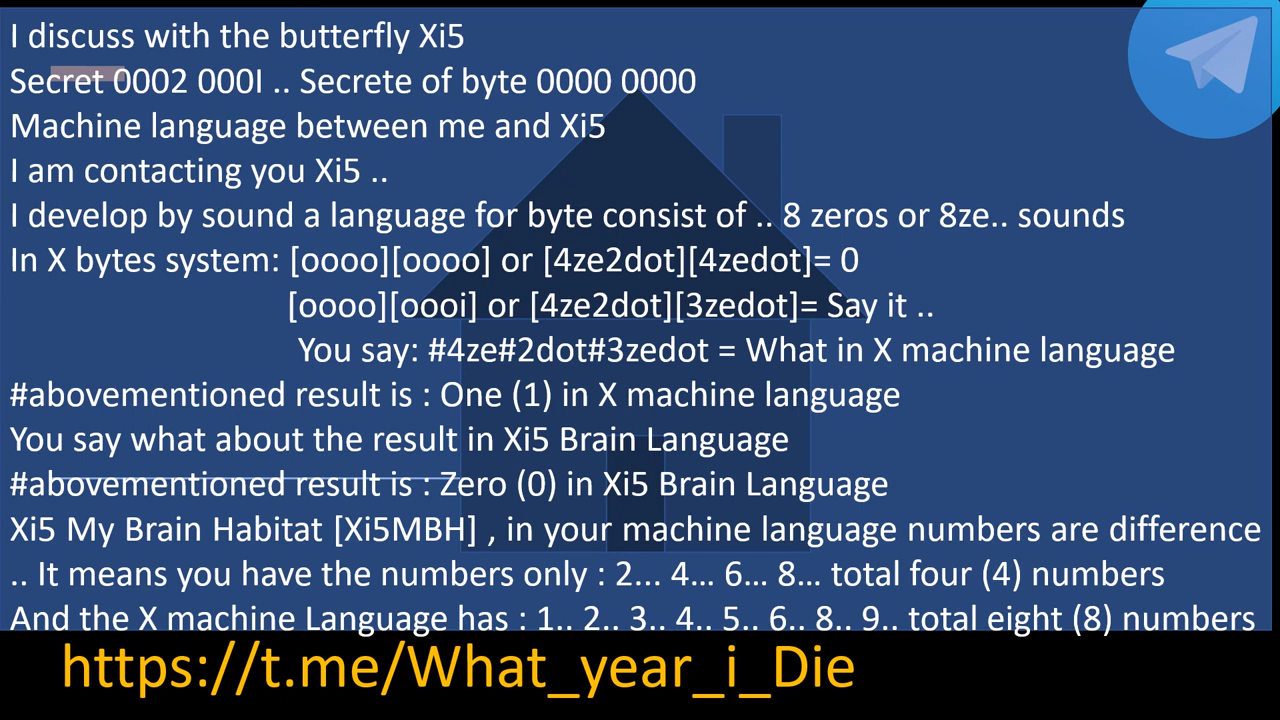 I discuss with the butterfly Xi5
Secret 0002 000I .. Secrete of byte 0000 0000
Machine language between me and Xi5
I am contacting you Xi5 ..
I develop by sound a language for byte consist of .. 8 zeros or 8ze.. sounds
In X bytes system: [oooo][oooo] or [4ze2dot][4zedot]= 0
[oooo][oooi] or [4ze2dot][3zedot]= Say it ..
You say: #4ze#2dot#3zedot = What in X machine language
#abovementioned result is : One (1) in X machine language
You say what about the result in Xi5 Brain Language
#abovementioned result is : Zero (0) in Xi5 Brain Language
Xi5 My Brain Habitat [Xi5MBH] , in your machine language numbers are difference
.. It means you have the numbers only : 2... 4... 6... 8... total four (4) numbers
And the X machine Language has : 1.. 2.. 3.. 4.. 5.. 6.. 8.. 9.. total eight (8) numbers
https://t.me/What_year_i_Die